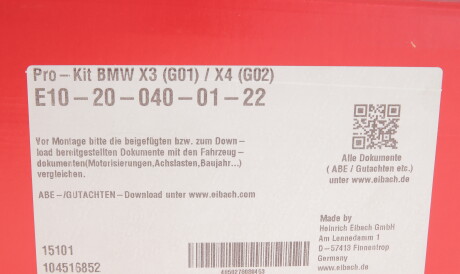 Pro-Kit BMW X3 (G01) / X4 (G02)
E10-20-040-01-22
Vor Montage bitte die beigefügten bzw. zum Down-
load bereitgestellten Dokumente mit den Fahrzeug-
dokumenten(Motorisierungen,Achslasten,Baujahr...)
vergleichen.
ABE-/GUTACHTEN-Download unter www.eibach.com
Alle Dokumente
( ABE / Gutachten etc.)
unter www.eibach.de
Made by
Heinrich Eibach GmbH
Am Lennedamm 1
D-57413 Finnentrop
Germany
www.eibach.de
15101
104516852